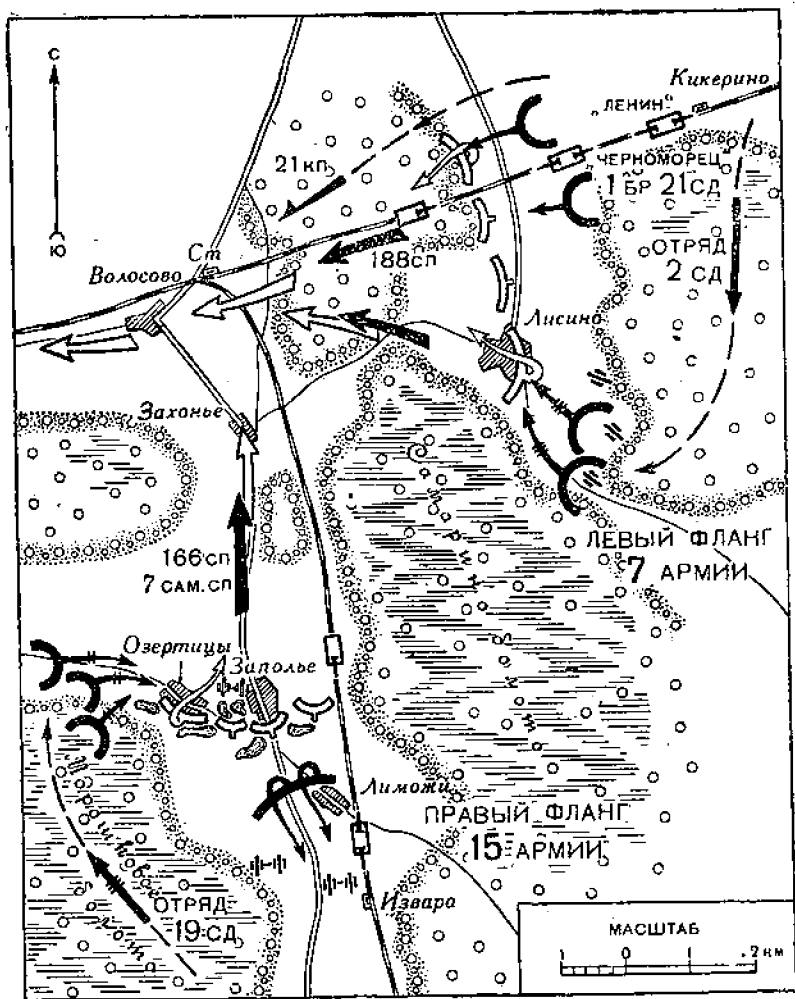 С
Ю
Кикерино
„ЛЕНИН“
„ЧЕРНОМОРЕЦ“
1 БР 21 СД
21 кп
ОТРЯД
2 СД
Ст
Волосово
188 сп
Лисино
Захонье
ЛЕВЫЙ ФЛАНГ
7 АРМИИ
166 сп
7 САМ. СП
Озертицы
Заполье
Лиможи
ПРАВЫЙ ФЛАНГ
15 АРМИИ
ОТРЯД
19 СД
Извара
МАСШТАБ
1 0 1 2 км